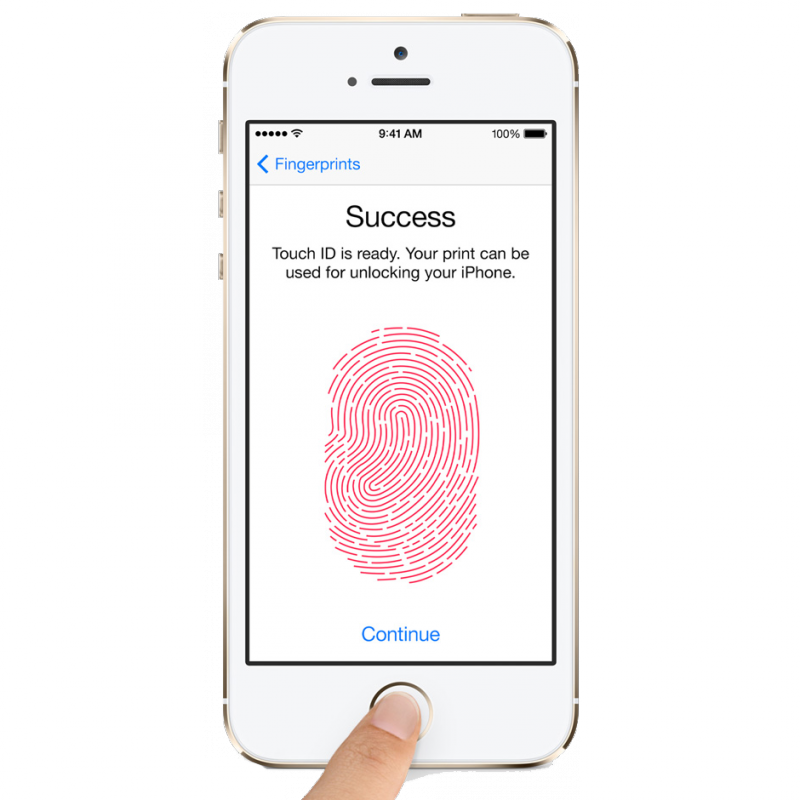 9:41 AM 100%
Fingerprints
Success
Touch ID is ready. Your print can be
used for unlocking your iPhone.
Continue